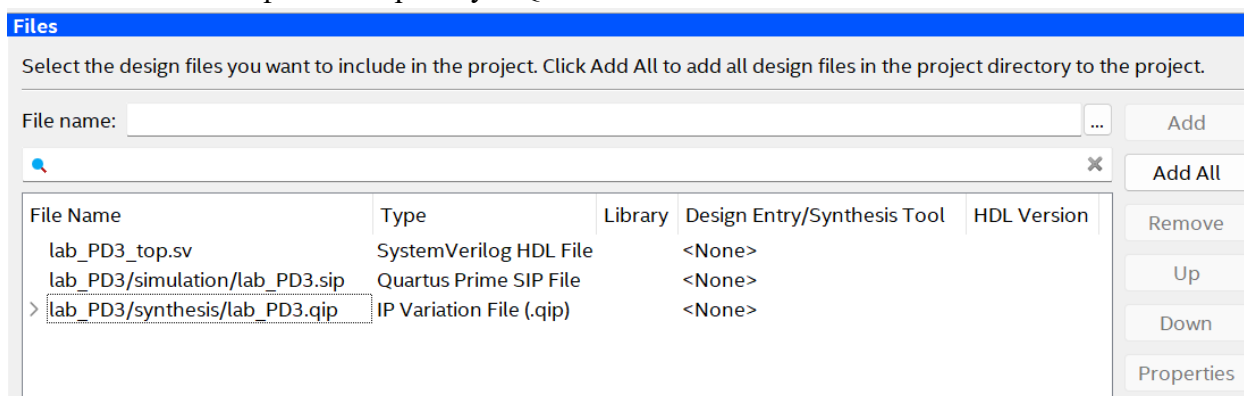 Files
Select the design files you want to include in the project. Click Add All to add all design files in the project directory to the project.
File name: ... Add
Add All
File Name Type Library Design Entry/Synthesis Tool HDL Version
Remove
lab_PD3_top.sv SystemVerilog HDL File <None>
lab_PD3/simulation/lab_PD3.sip Quartus Prime SIP File <None> Up
> lab_PD3/synthesis/lab_PD3.qip IP Variation File (.qip) <None>
Down
Properties